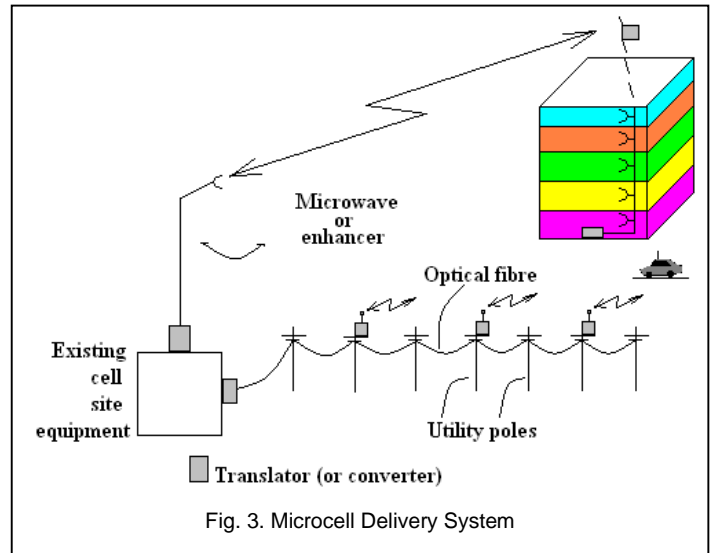 Microwave
or
enhancer
Optical fibre
Existing
cell
site
equipment
Utility poles
Translator (or converter)
Fig. 3. Microcell Delivery System